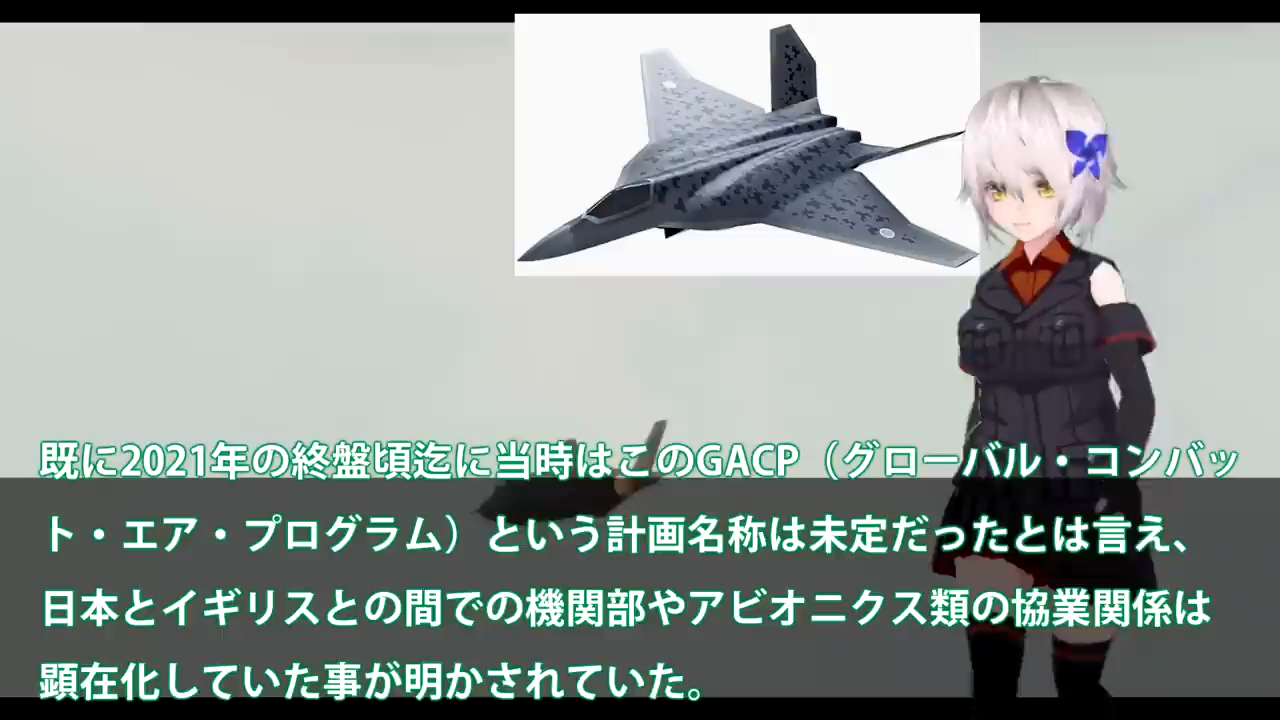 既に2021年の終盤頃迄に当時はこのGACP（グローバル・コンバッ
ト・エア・プログラム）という計画名称は未定だったとは言え、
日本とイギリスとの間での機関部やアビオニクス類の協業関係は
顕在化していた事が明かされていた。